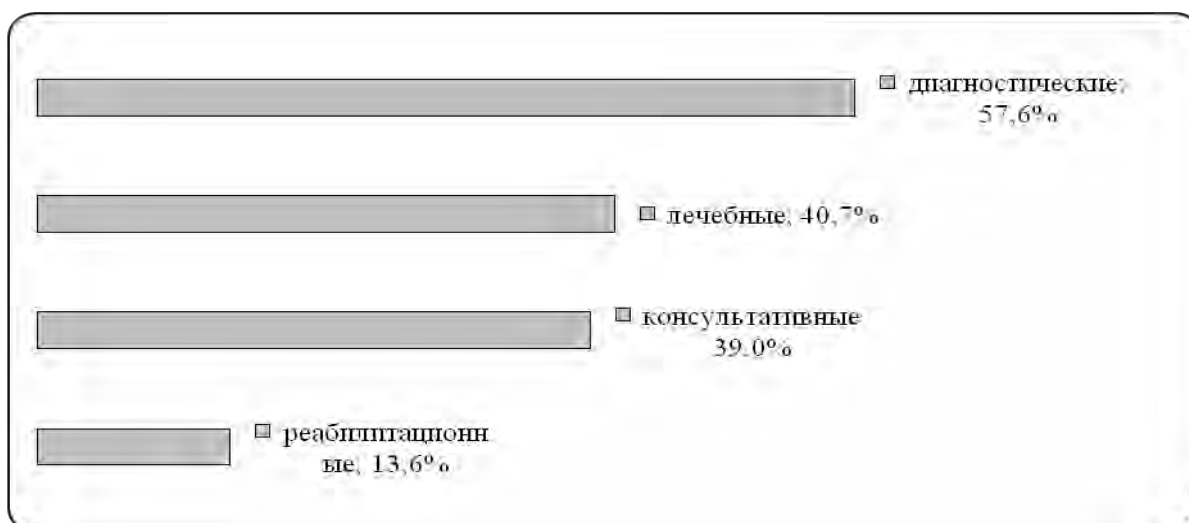 диагностические;
57,6%
лечебные; 40,7%
консультативные
39,0%
реабилитационн
ые; 13,6%